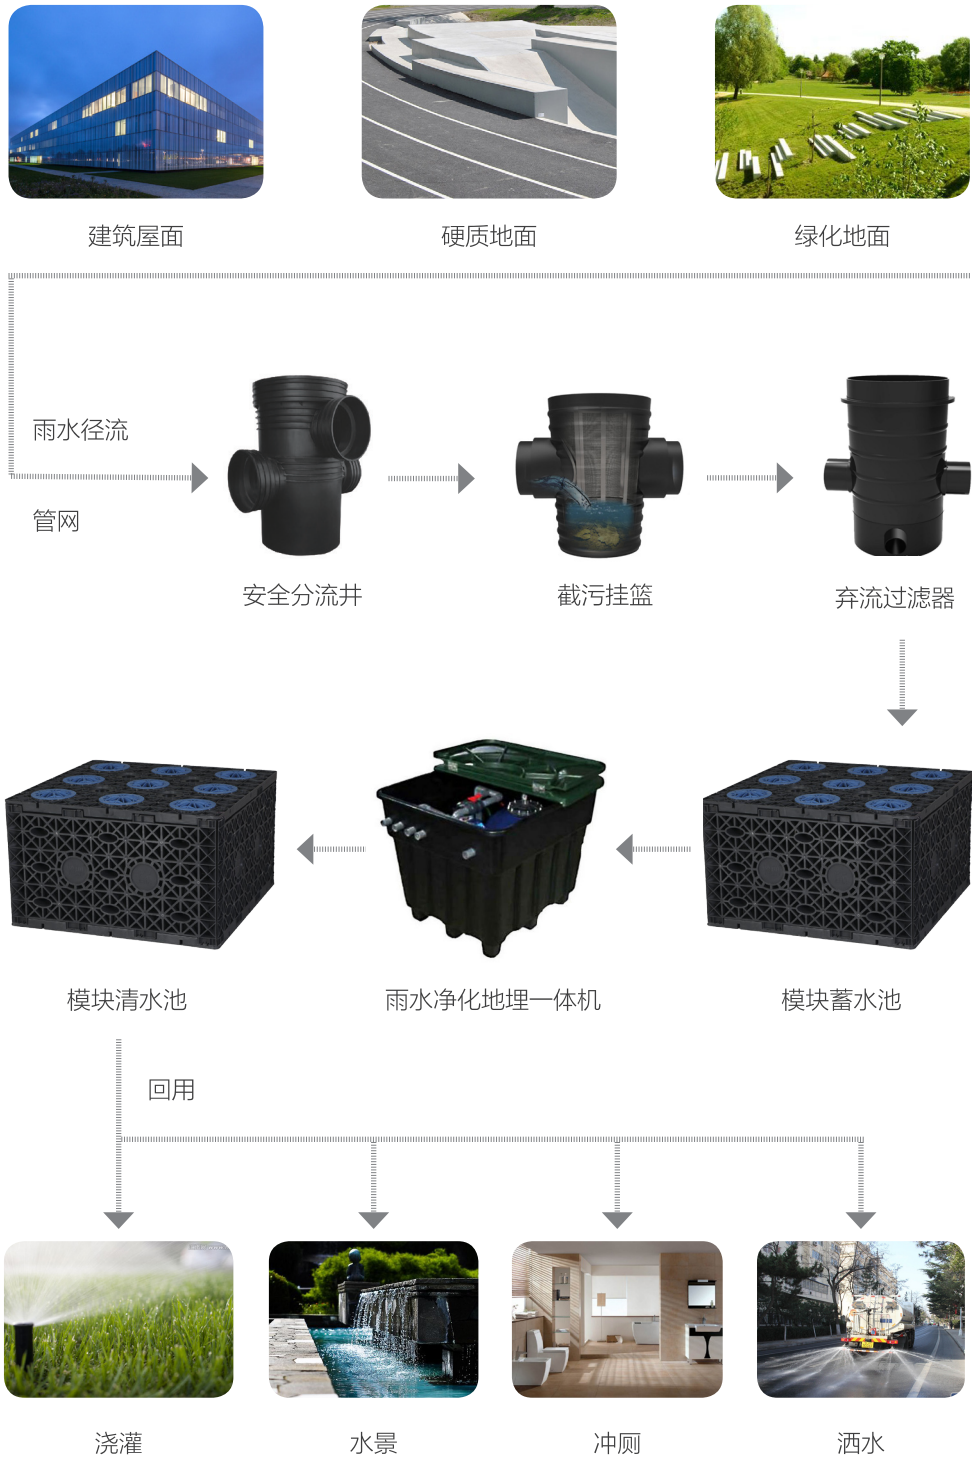 建筑屋面
硬质地面
绿化地面
雨水径流
管网
安全分流井
截污挂篮
弃流过滤器
模块清水池
雨水净化地埋一体机
模块蓄水池
回用
浇灌
水景
冲厕
洒水